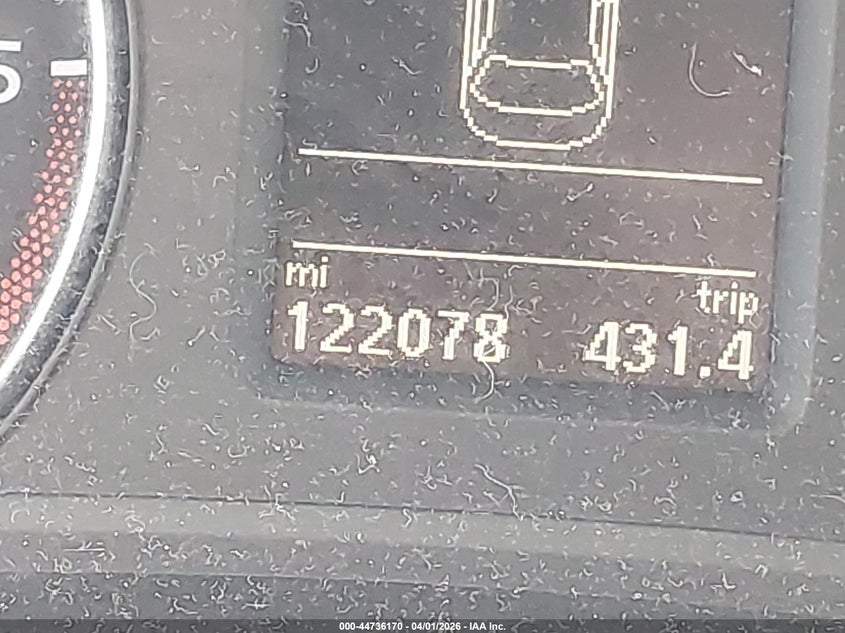 mi
trip
122078 431.4
000-44736170 - 04/01/2026 - IAA Inc.